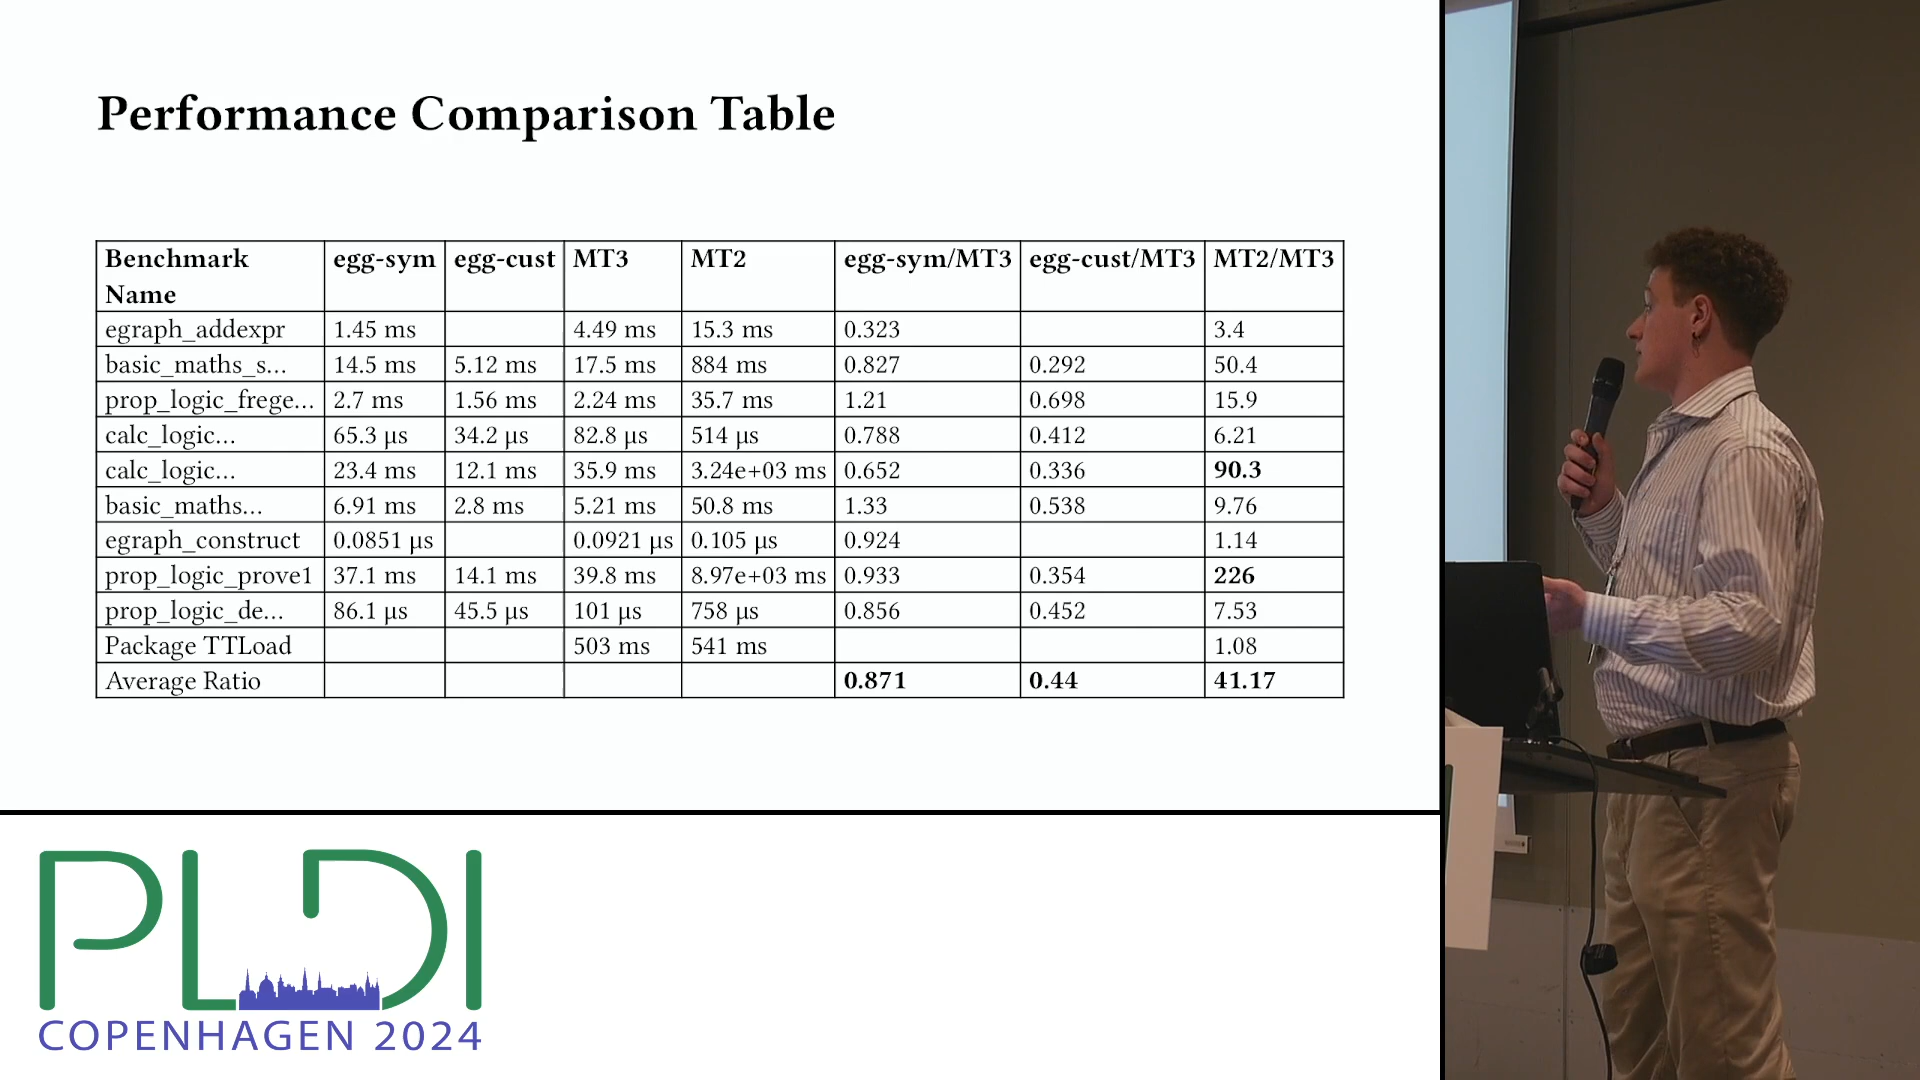 Performance Comparison Table
Benchmark Name egg-sym egg-cust MT3 MT2 egg-sym/MT3 egg-cust/MT3 MT2/MT3
egraph_addexpr 1.45 ms 4.49 ms 15.3 ms 0.323 3.4
basic_maths_s... 14.5 ms 5.12 ms 17.5 ms 884 ms 0.827 0.292 50.4
prop_logic_frege... 2.7 ms 1.56 ms 2.24 ms 35.7 ms 1.21 0.698 15.9
calc_logic... 65.3 µs 34.2 µs 82.8 µs 514 µs 0.788 0.412 6.21
calc_logic... 23.4 ms 12.1 ms 35.9 ms 3.24e+03 ms 0.652 0.336 90.3
basic_maths... 6.91 ms 2.8 ms 5.21 ms 50.8 ms 1.33 0.538 9.76
egraph_construct 0.0851 µs 0.0921 µs 0.105 µs 0.924 1.14
prop_logic_prove1 37.1 ms 14.1 ms 39.8 ms 8.97e+03 ms 0.933 0.354 226
prop_logic_de... 86.1 µs 45.5 µs 101 µs 758 µs 0.856 0.452 7.53
Package TTLoad 503 ms 541 ms 1.08
Average Ratio 0.871 0.44 41.17
PLDI
COPENHAGEN 2024